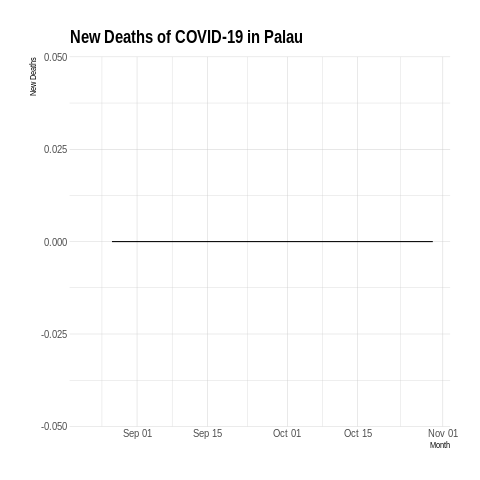 New Deaths of COVID-19 in Palau
New Deaths
0.050
0.025
0.000
-0.025
-0.050
Sep 01
Sep 15
Oct 01
Oct 15
Nov 01
Month